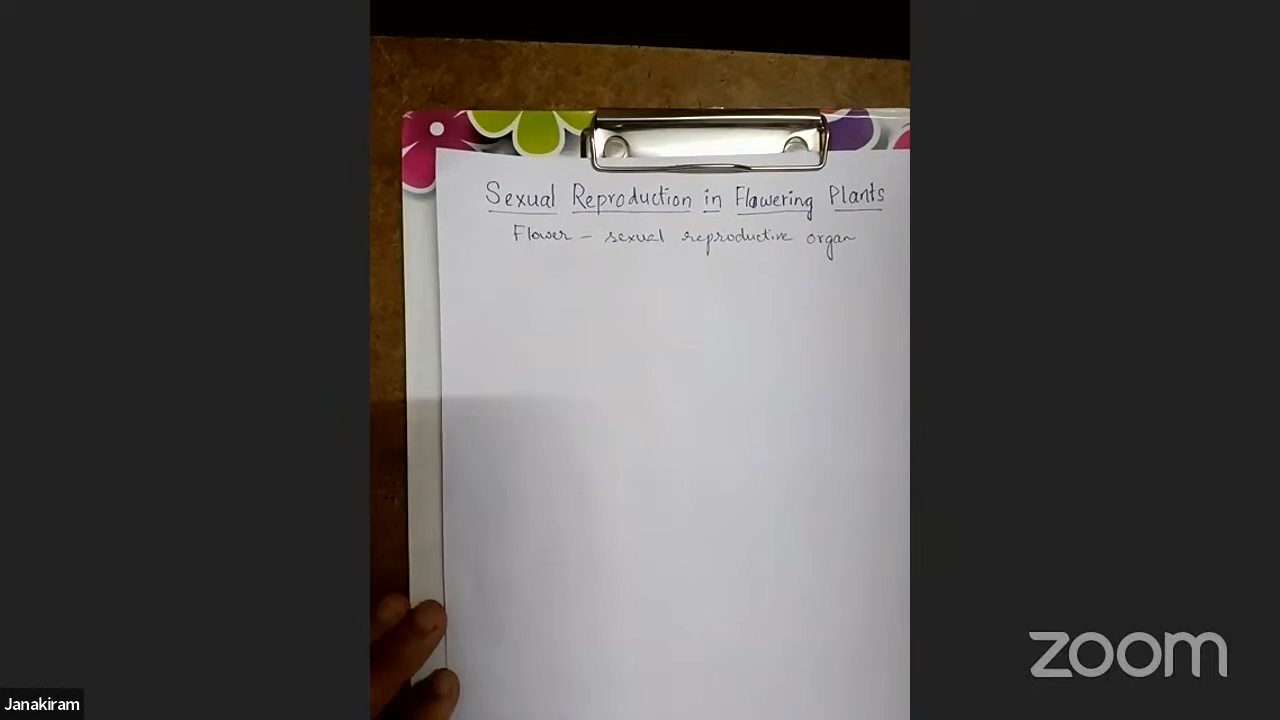 Sexual Reproduction in Flowering Plants
Flower – sexual reproductive organ
zoom
Janakiram